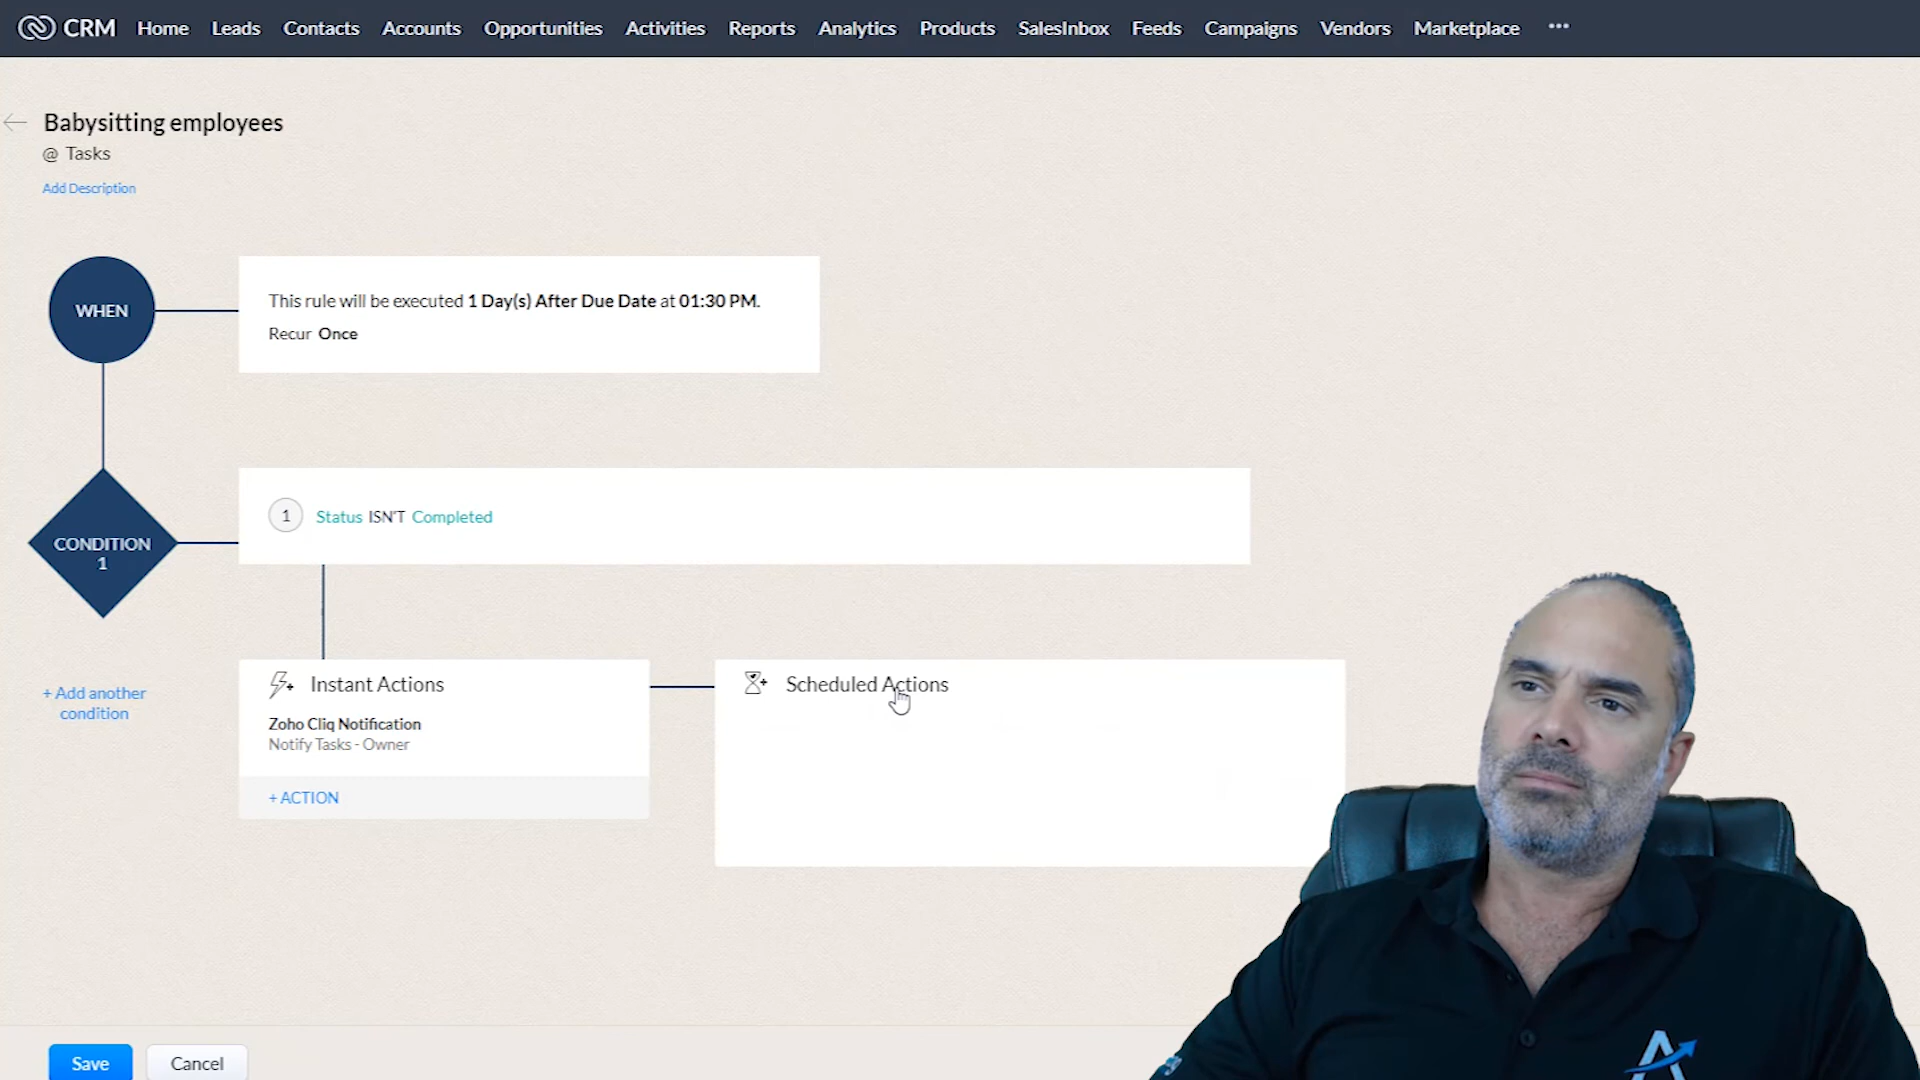 CRM Home Leads Contacts Accounts Opportunities Activities Reports Analytics Products SalesInbox Feeds Campaigns Vendors Marketplace •••
Babysitting employees
@ Tasks
Add Description
WHEN
This rule will be executed 1 Day(s) After Due Date at 01:30 PM.
Recur Once
CONDITION
1
1 Status ISN'T Completed
+ Add another
condition
Instant Actions
Zoho Cliq Notification
Notify Tasks - Owner
+ ACTION
Scheduled Actions
Save Cancel